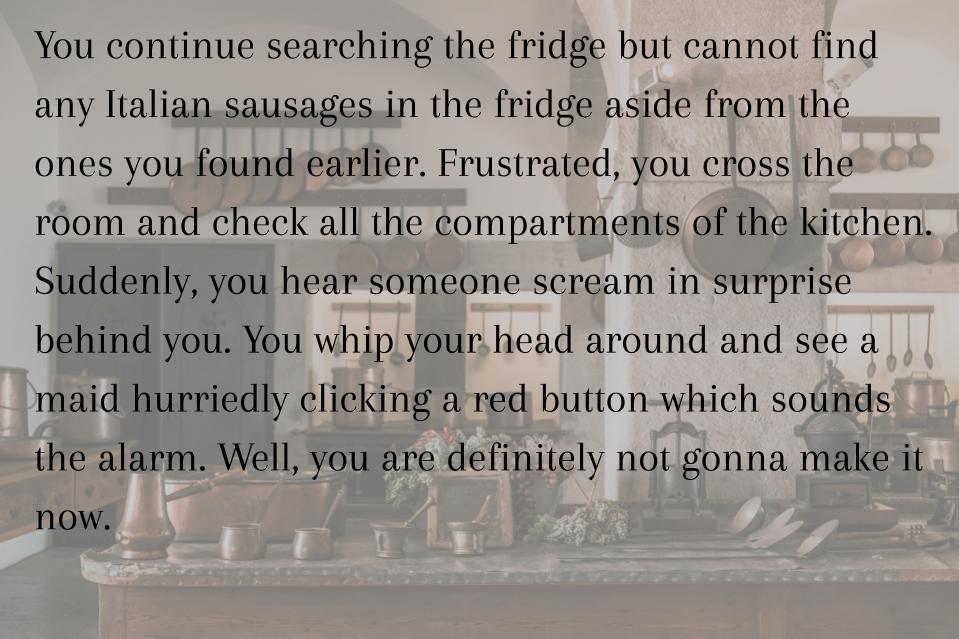 You continue searching the fridge but cannot find
any Italian sausages in the fridge aside from the
ones you found earlier. Frustrated, you cross the
room and check all the compartments of the kitchen.
Suddenly, you hear someone scream in surprise
behind you. You whip your head around and see a
maid hurriedly clicking a red button which sounds
the alarm. Well, you are definitely not gonna make it
now.